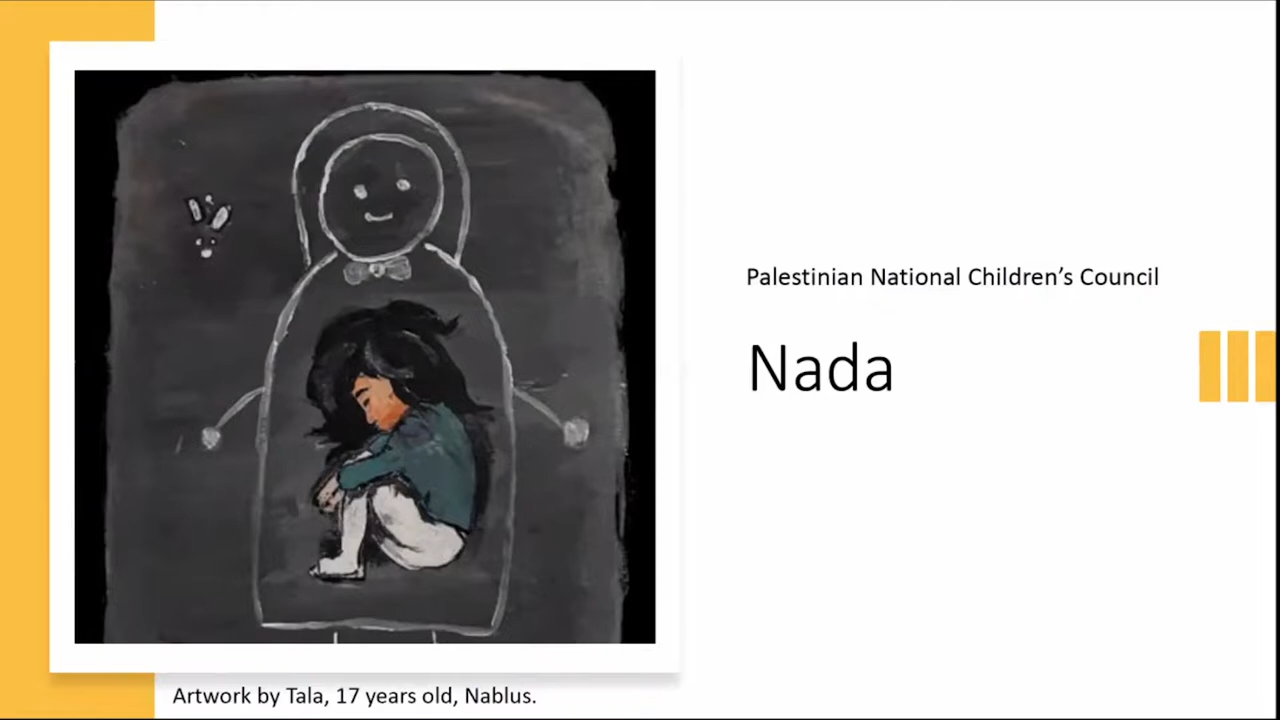 Palestinian National Children’s Council
Nada
Artwork by Tala, 17 years old, Nablus.